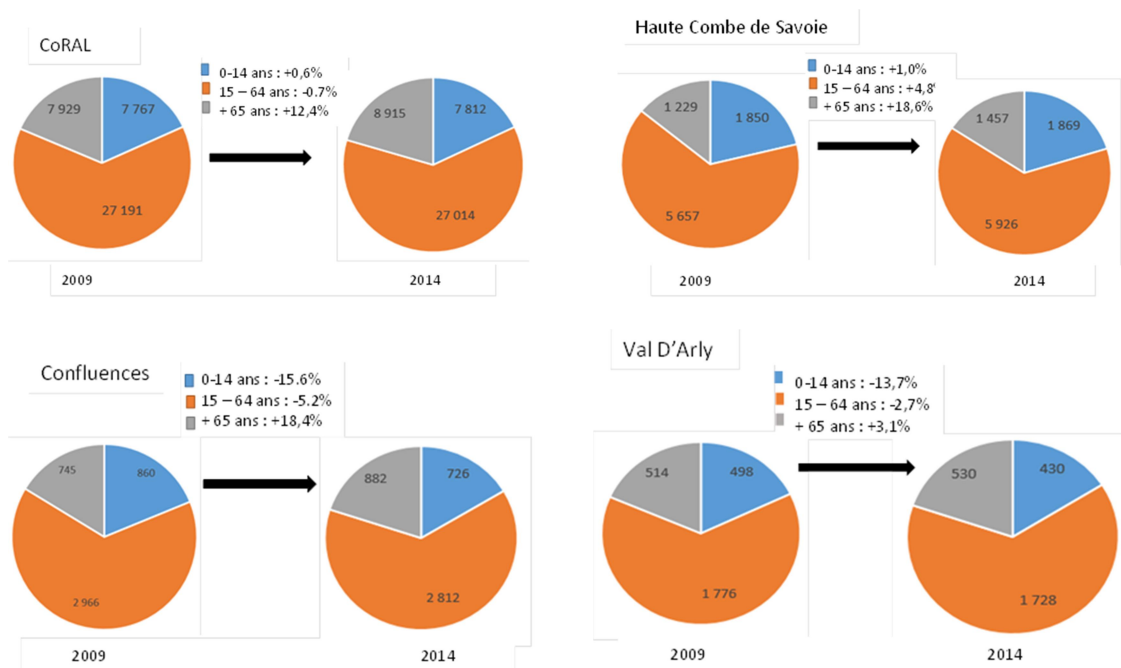 CoRAL
0-14 ans : +0,6%
15 – 64 ans : -0.7%
+ 65 ans : +12,4%
7 929
7 767
27 191
8 915
7 812
27 014
2009
2014
Haute Combe de Savoie
0-14 ans : +1,0%
15 – 64 ans : +4,8%
+ 65 ans : +18,6%
1 229
1 850
5 657
1 457
1 869
5 926
2009
2014
Confluences
0-14 ans : -15.6%
15 – 64 ans : -5.2%
+ 65 ans : +18,4%
745
860
2 966
882
726
2 812
2009
2014
Val D’Arly
0-14 ans : -13,7%
15 – 64 ans : -2,7%
+ 65 ans : +3,1%
514
498
1 776
530
430
1 728
2009
2014